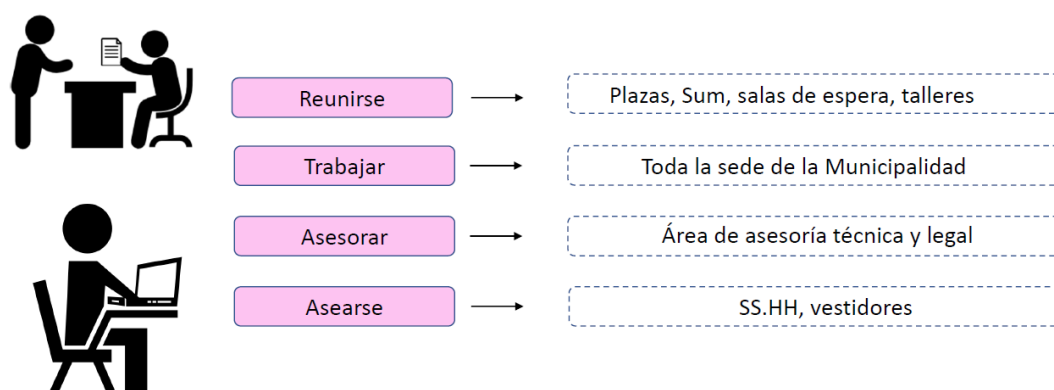 Reunirse
Plazas, Sum, salas de espera, talleres
Trabajar
Toda la sede de la Municipalidad
Asesorar
Área de asesoría técnica y legal
Asearse
SS.HH, vestidores